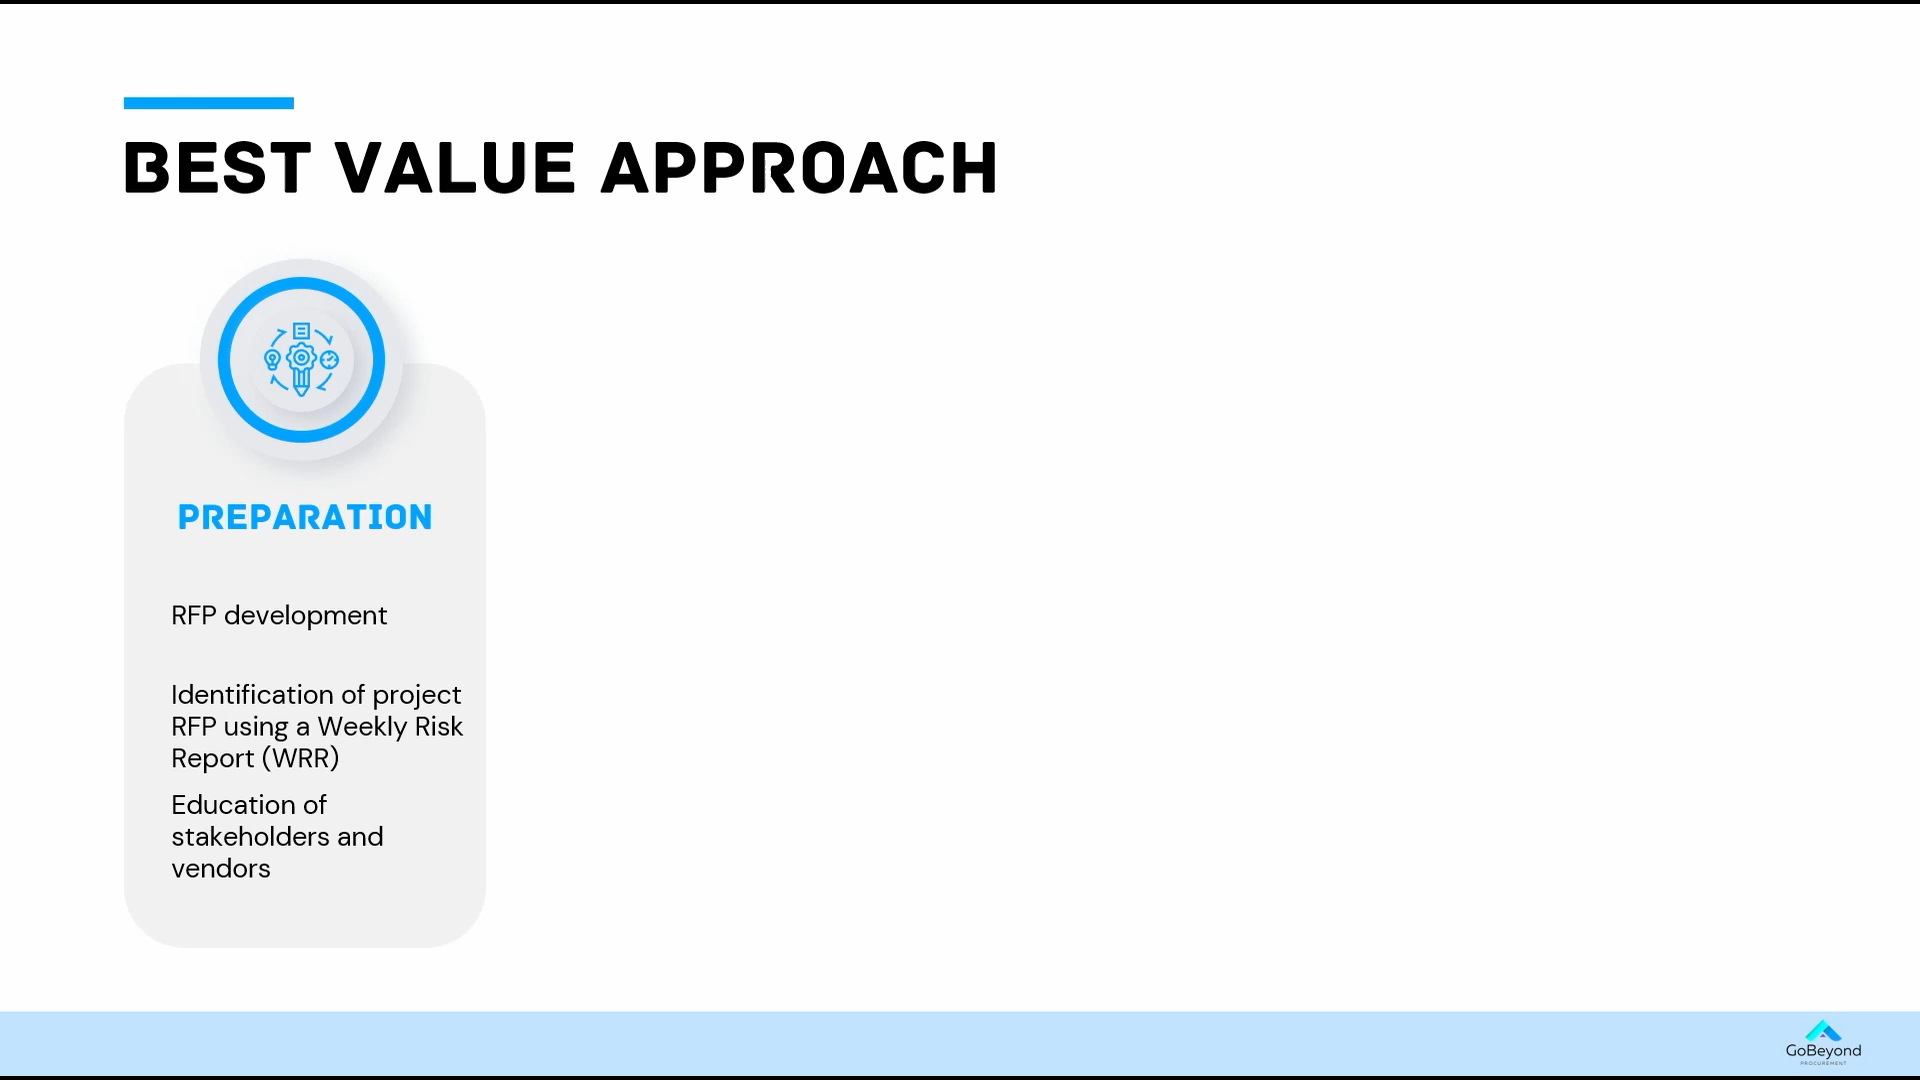 BEST VALUE APPROACH
PREPARATION
RFP development
Identification of project
RFP using a Weekly Risk
Report (WRR)
Education of
stakeholders and
vendors
GoBeyond
PROCUREMENT